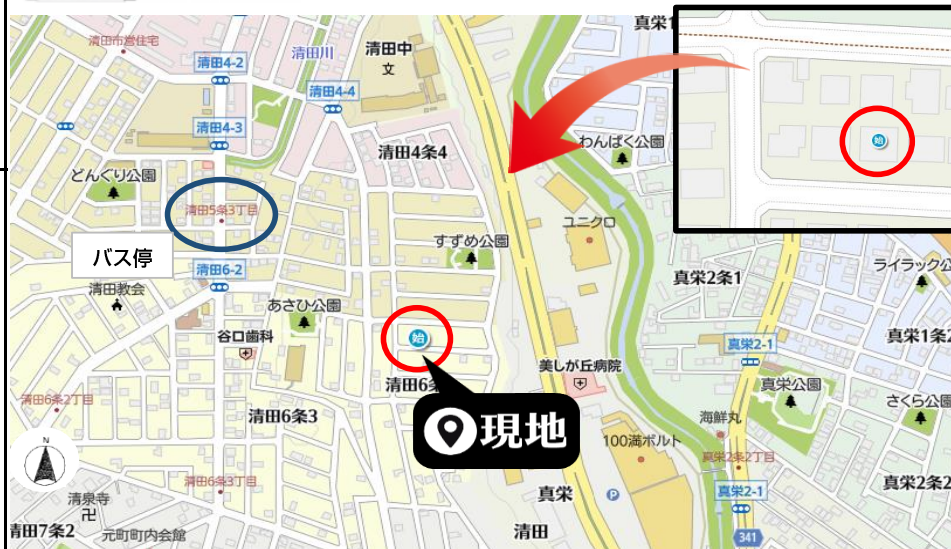 清田市営住宅
清田4-2
清田川
清田中
文
真栄1
清田4-4
清田4-3
清田4条4
わんぱく公園
始
どんぐり公園
清田5条3丁目
ユニクロ
バス停
すずめ公園
清田6-2
真栄2条1
ライラック公
清田教会
あさひ公園
谷口歯科
始
真栄2-1
真栄1条2
美しが丘病院
清田6条
真栄公園
清田6条2丁目
さくら公園
清田6条3
現地
海鮮丸
100満ボルト
真栄2条2丁目
N
清田6条3丁目
真栄2条2
真栄
P
真栄2-1
清泉寺
卍
清田
341
青田7条2
元町町内会館